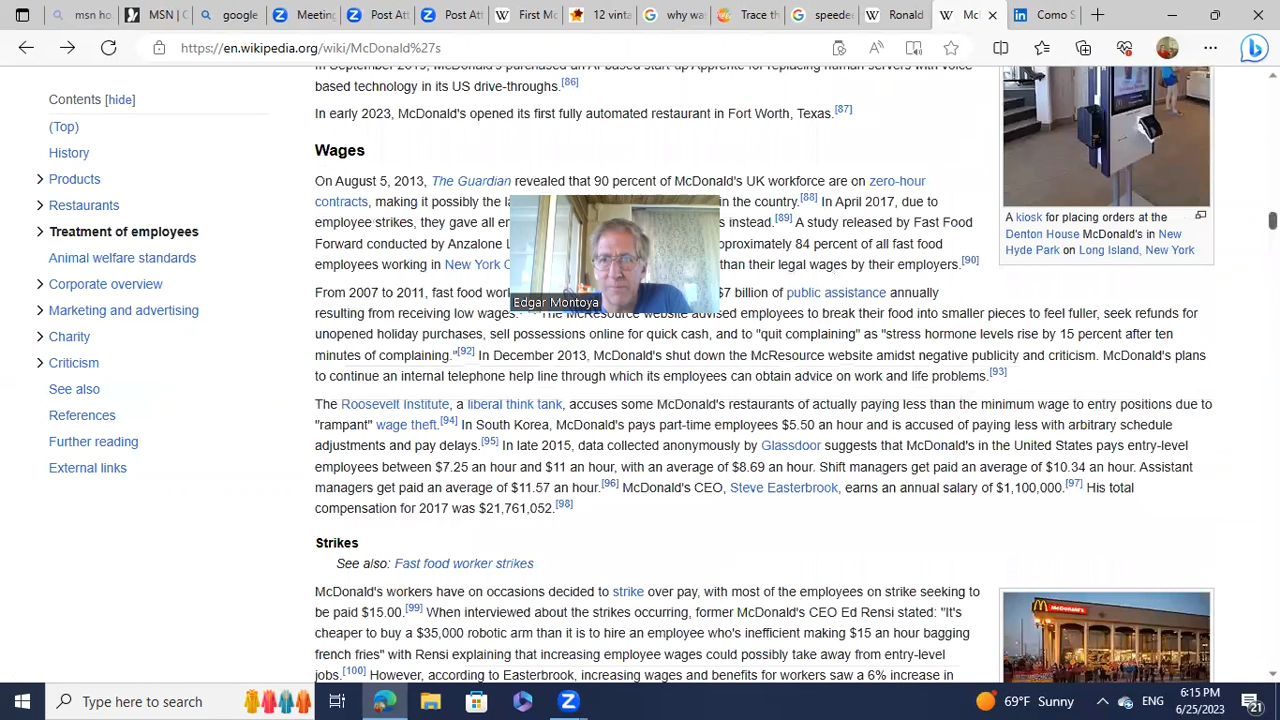 msn ho
MSN | O
google
Meeting
Post Att
Post Att
First Mc
12 vinta
why wa
Trace th
speedee
Ronald
Mc
Como S
https://en.wikipedia.org/wiki/McDonald%27s
based technology in its US drive-throughs.[86]
In early 2023, McDonald's opened its first fully automated restaurant in Fort Worth, Texas.[87]
Contents [hide]
(Top)
History
Products
Restaurants
Treatment of employees
Animal welfare standards
Corporate overview
Marketing and advertising
Charity
Criticism
See also
References
Further reading
External links
Wages
On August 5, 2013, The Guardian revealed that 90 percent of McDonald's UK workforce are on zero-hour
contracts, making it possibly the la in the country.[88] In April 2017, due to
employee strikes, they gave all em s instead.[89] A study released by Fast Food
Forward conducted by Anzalone L pproximately 84 percent of all fast food
employees working in New York C than their legal wages by their employers.[90]
From 2007 to 2011, fast food wor $7 billion of public assistance annually
resulting from receiving low wages. The McResource website advised employees to break their food into smaller pieces to feel fuller, seek refunds for
unopened holiday purchases, sell possessions online for quick cash, and to "quit complaining" as "stress hormone levels rise by 15 percent after ten
minutes of complaining."[92] In December 2013, McDonald's shut down the McResource website amidst negative publicity and criticism. McDonald's plans
to continue an internal telephone help line through which its employees can obtain advice on work and life problems.[93]
The Roosevelt Institute, a liberal think tank, accuses some McDonald's restaurants of actually paying less than the minimum wage to entry positions due to
"rampant" wage theft.[94] In South Korea, McDonald's pays part-time employees $5.50 an hour and is accused of paying less with arbitrary schedule
adjustments and pay delays.[95] In late 2015, data collected anonymously by Glassdoor suggests that McDonald's in the United States pays entry-level
employees between $7.25 an hour and $11 an hour, with an average of $8.69 an hour. Shift managers get paid an average of $10.34 an hour. Assistant
managers get paid an average of $11.57 an hour.[96] McDonald's CEO, Steve Easterbrook, earns an annual salary of $1,100,000.[97] His total
compensation for 2017 was $21,761,052.[98]
Strikes
See also: Fast food worker strikes
McDonald's workers have on occasions decided to strike over pay, with most of the employees on strike seeking to
be paid $15.00.[99] When interviewed about the strikes occurring, former McDonald's CEO Ed Rensi stated: "It's
cheaper to buy a $35,000 robotic arm than it is to hire an employee who's inefficient making $15 an hour bagging
french fries" with Rensi explaining that increasing employee wages could possibly take away from entry-level
jobs.[100] However, according to Easterbrook, increasing wages and benefits for workers saw a 6% increase in
A kiosk for placing orders at the
Denton House McDonald's in New
Hyde Park on Long Island, New York
McDonald's
Edgar Montoya
Type here to search
69°F Sunny
ENG
6:15 PM
6/25/2023
21